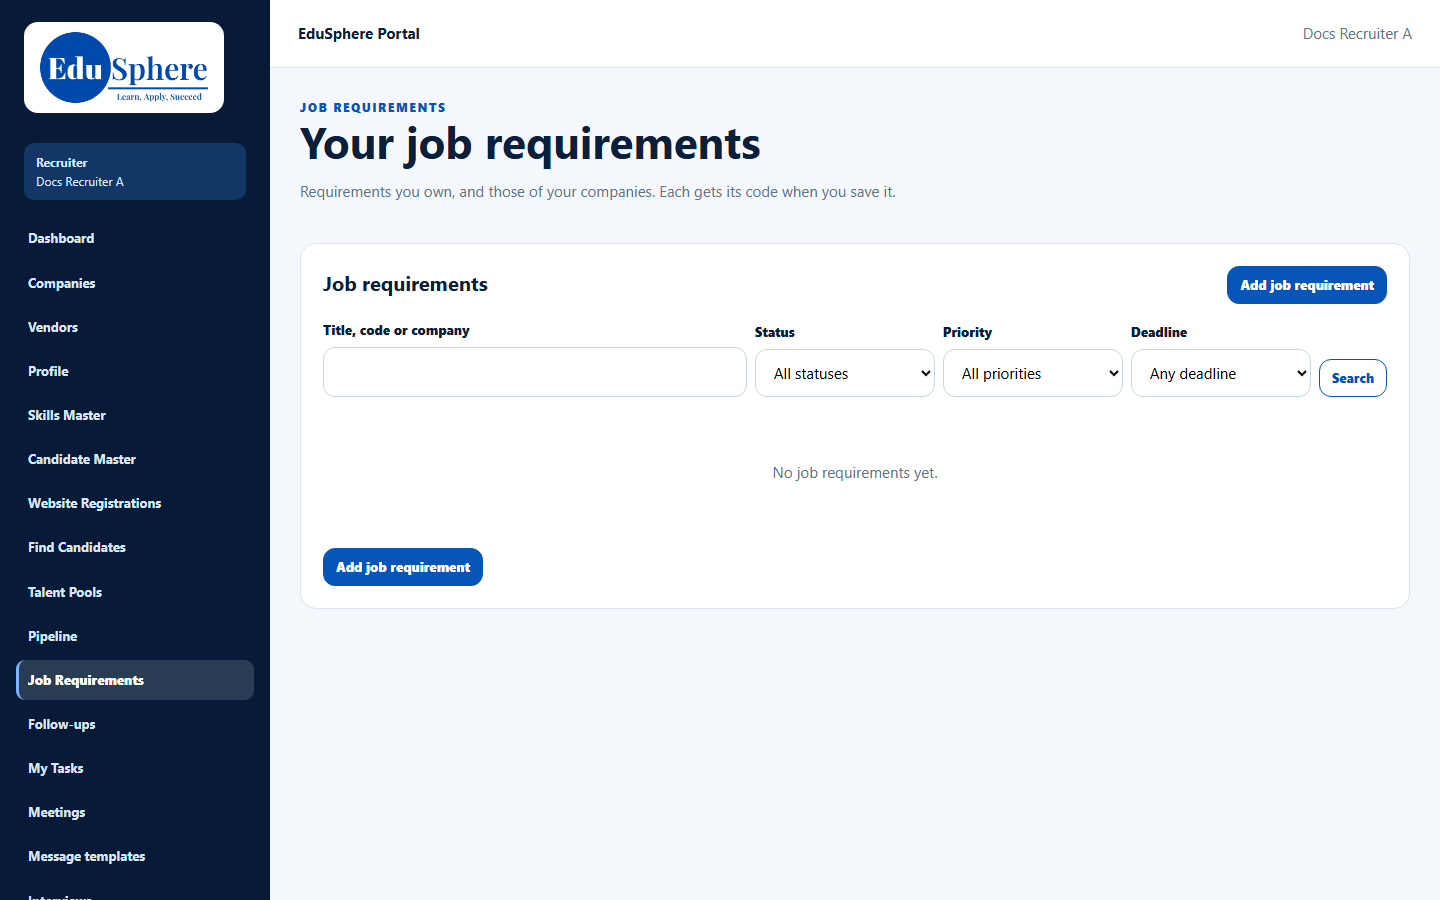 EduSphere
Learn. Apply, Succeed
Recruiter
Docs Recruiter A
Dashboard
Companies
Vendors
Profile
Skills Master
Candidate Master
Website Registrations
Find Candidates
Talent Pools
Pipeline
Job Requirements
Follow-ups
My Tasks
Meetings
Message templates
EduSphere Portal
Docs Recruiter A
JOB REQUIREMENTS
Your job requirements
Requirements you own, and those of your companies. Each gets its code when you save it.
Job requirements
Add job requirement
Title, code or company
Status
Priority
Deadline
All statuses
All priorities
Any deadline
Search
No job requirements yet.
Add job requirement